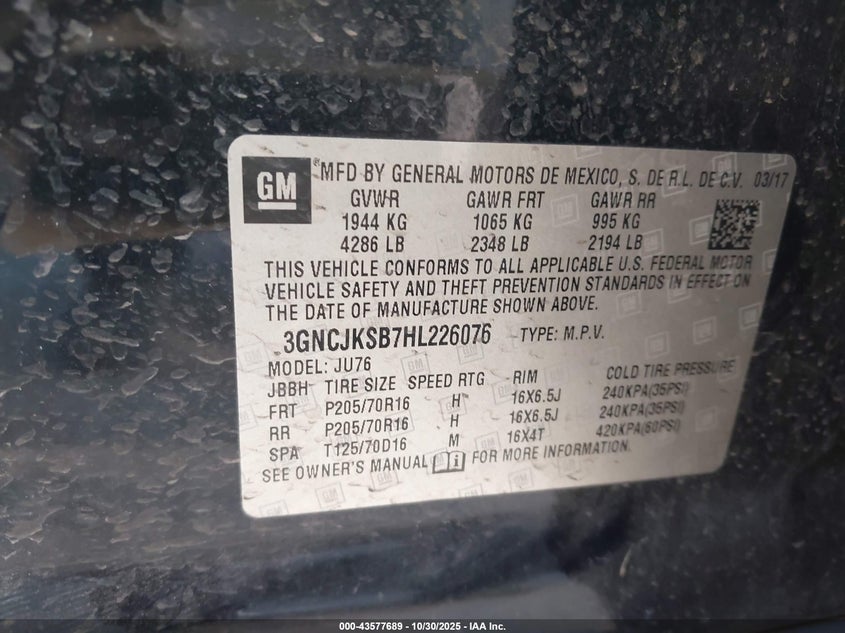 GM
MFD BY GENERAL MOTORS DE MEXICO, S. DE R.L. DE C.V. 03/17
GVWR GAWR FRT GAWR RR
1944 KG 1065 KG 995 KG
4286 LB 2348 LB 2194 LB
THIS VEHICLE CONFORMS TO ALL APPLICABLE U.S. FEDERAL MOTOR
VEHICLE SAFETY AND THEFT PREVENTION STANDARDS IN EFFECT ON
THE DATE OF MANUFACTURE SHOWN ABOVE.
3GNCJKSB7HL226076 TYPE: M.P.V.
MODEL: JU76
JBBH TIRE SIZE SPEED RTG RIM COLD TIRE PRESSURE
FRT P205/70R16 H 16X6.5J 240KPA(35PSI)
RR P205/70R16 H 16X6.5J 240KPA(35PSI)
SPA T125/70D16 M 16X4T 420KPA(60PSI)
SEE OWNER'S MANUAL FOR MORE INFORMATION.
000-43577689 - 10/30/2025 - IAA Inc.